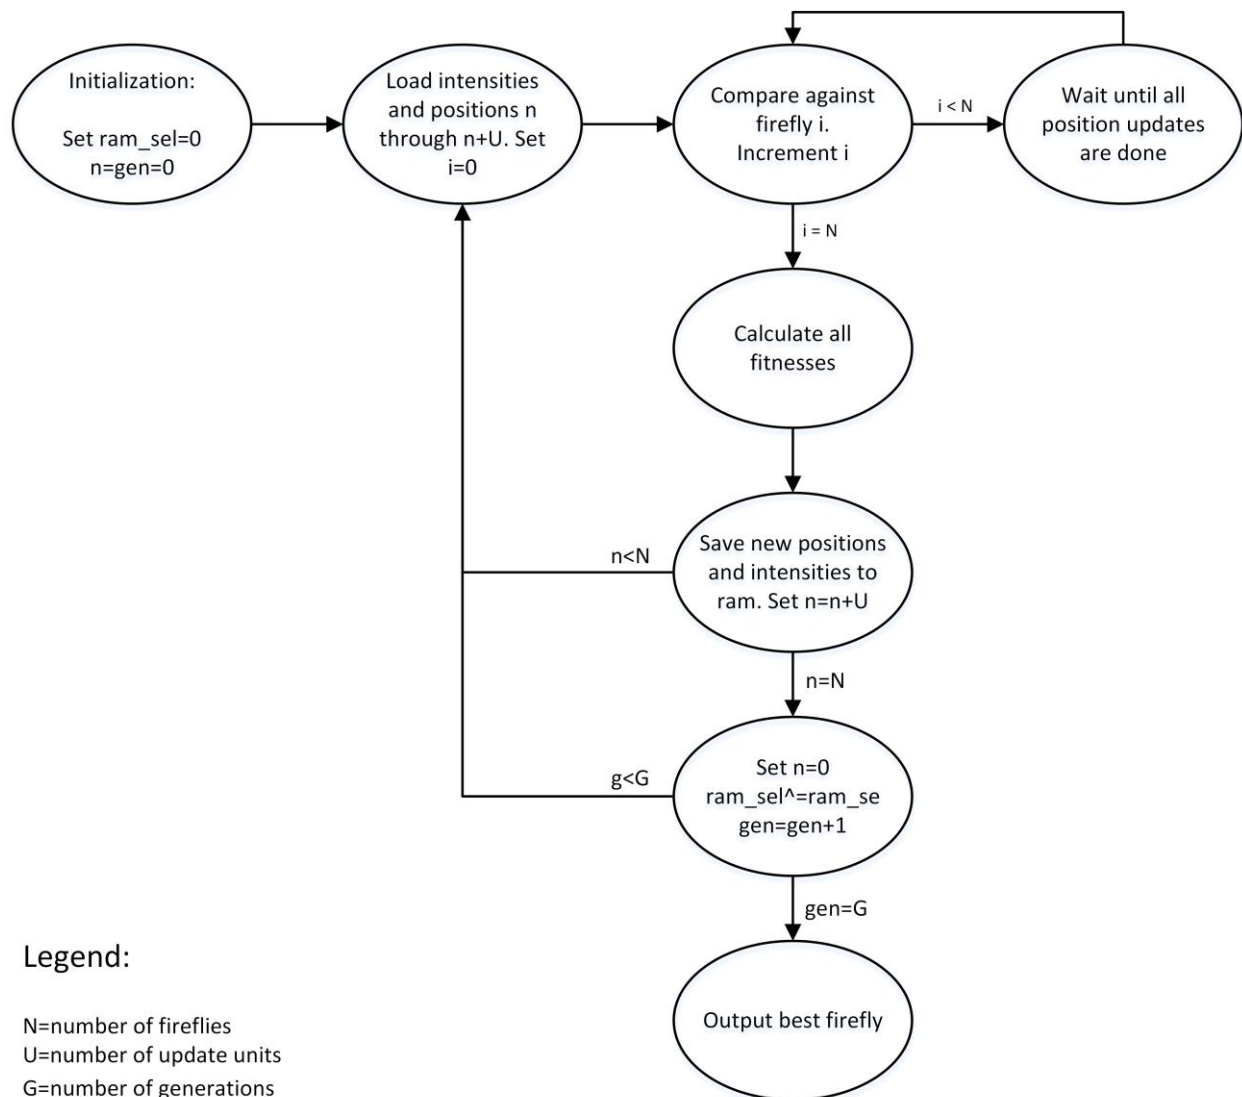 Initialization:
Set ram_sel=0
n=gen=0
Load intensities
and positions n
through n+U. Set
i=0
Compare against
firefly i.
Increment i
i < N
Wait until all
position updates
are done
i = N
Calculate all
fitnesses
Save new positions
and intensities to
ram. Set n=n+U
n<N
n=N
Set n=0
ram_sel^=ram_se
gen=gen+1
g<G
gen=G
Output best firefly
Legend:
N=number of fireflies
U=number of update units
G=number of generations